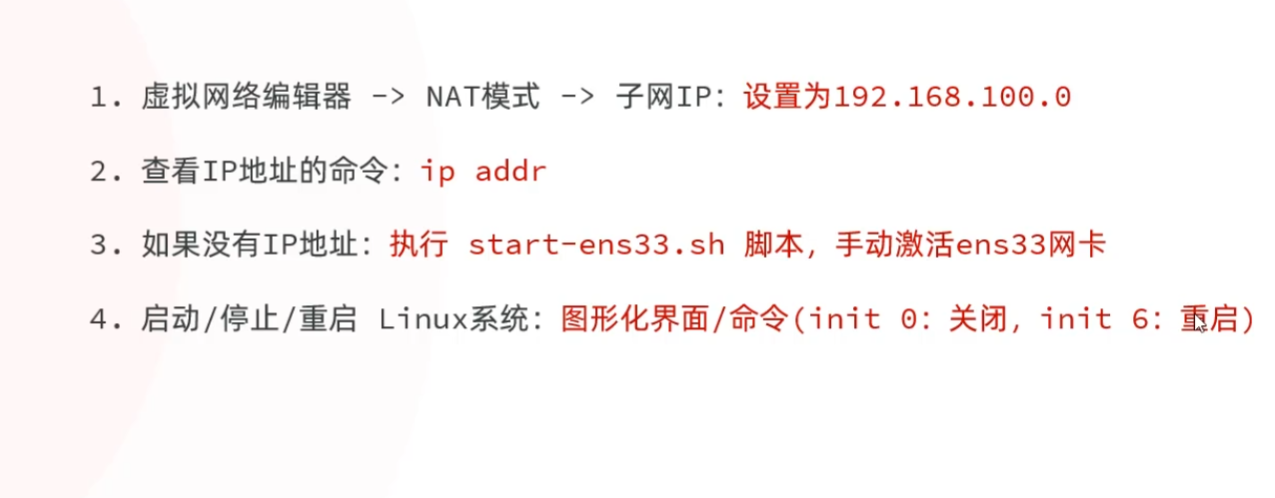 1. 虚拟网络编辑器 -> NAT模式 -> 子网IP：设置为192.168.100.0
2. 查看IP地址的命令：ip addr
3. 如果没有IP地址：执行 start-ens33.sh 脚本，手动激活ens33网卡
4. 启动/停止/重启 Linux系统：图形化界面/命令(init 0：关闭，init 6：重启)